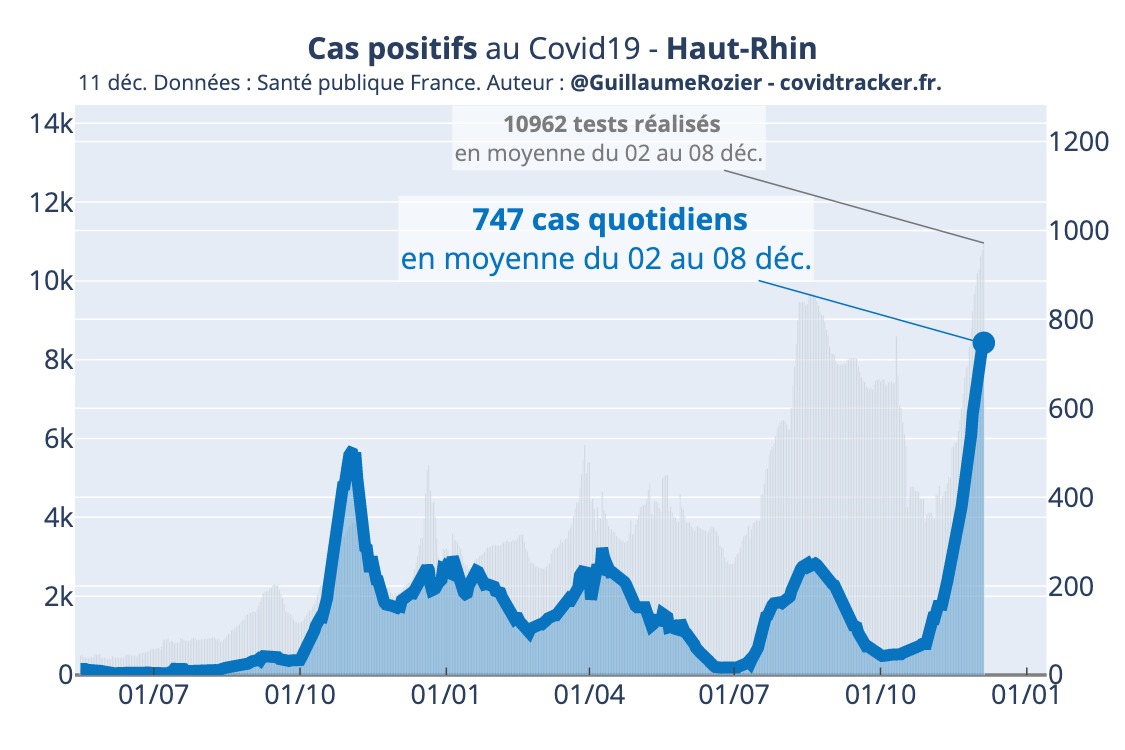 Cas positifs au Covid19 - Haut-Rhin
11 déc. Données : Santé publique France. Auteur : @GuillaumeRozier - covidtracker.fr.
10962 tests réalisés
en moyenne du 02 au 08 déc.
747 cas quotidiens
en moyenne du 02 au 08 déc.
14k
12k
10k
8k
6k
4k
2k
0
1200
1000
800
600
400
200
0
01/07
01/10
01/01
01/04
01/07
01/10
01/01